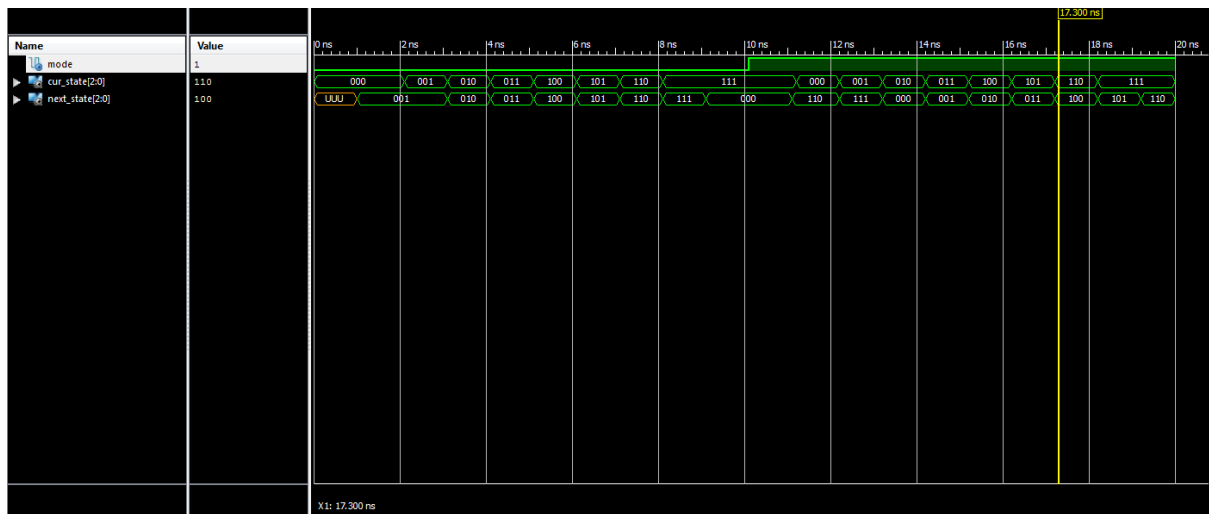 17.300 ns
Name Value 0 ns 2 ns 4 ns 6 ns 8 ns 10 ns 12 ns 14 ns 16 ns 18 ns 20 ns
mode 1
cur_state[2:0] 110 000 001 010 011 100 101 110 111 000 001 010 011 100 101 110 111
next_state[2:0] 100 UUU 001 010 011 100 101 110 111 000 110 111 000 001 010 011 100 101 110
X1: 17.300 ns